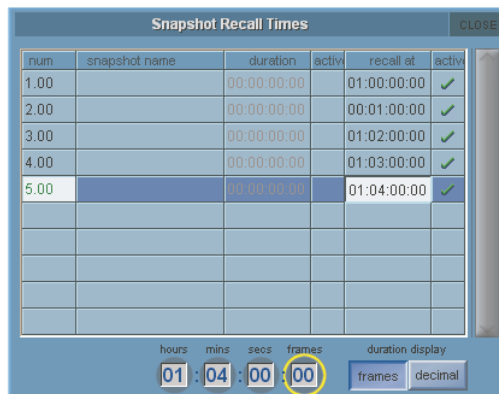 Snapshot Recall Times CLOSE
num snapshot name duration active recall at active
1.00 00:00:00:00 01:00:00:00
2.00 00:00:00:00 00:01:00:00
3.00 00:00:00:00 01:02:00:00
4.00 00:00:00:00 01:03:00:00
5.00 00:00:00:00 01:04:00:00
hours mins secs frames duration display
01 : 04 : 00 : 00 frames decimal